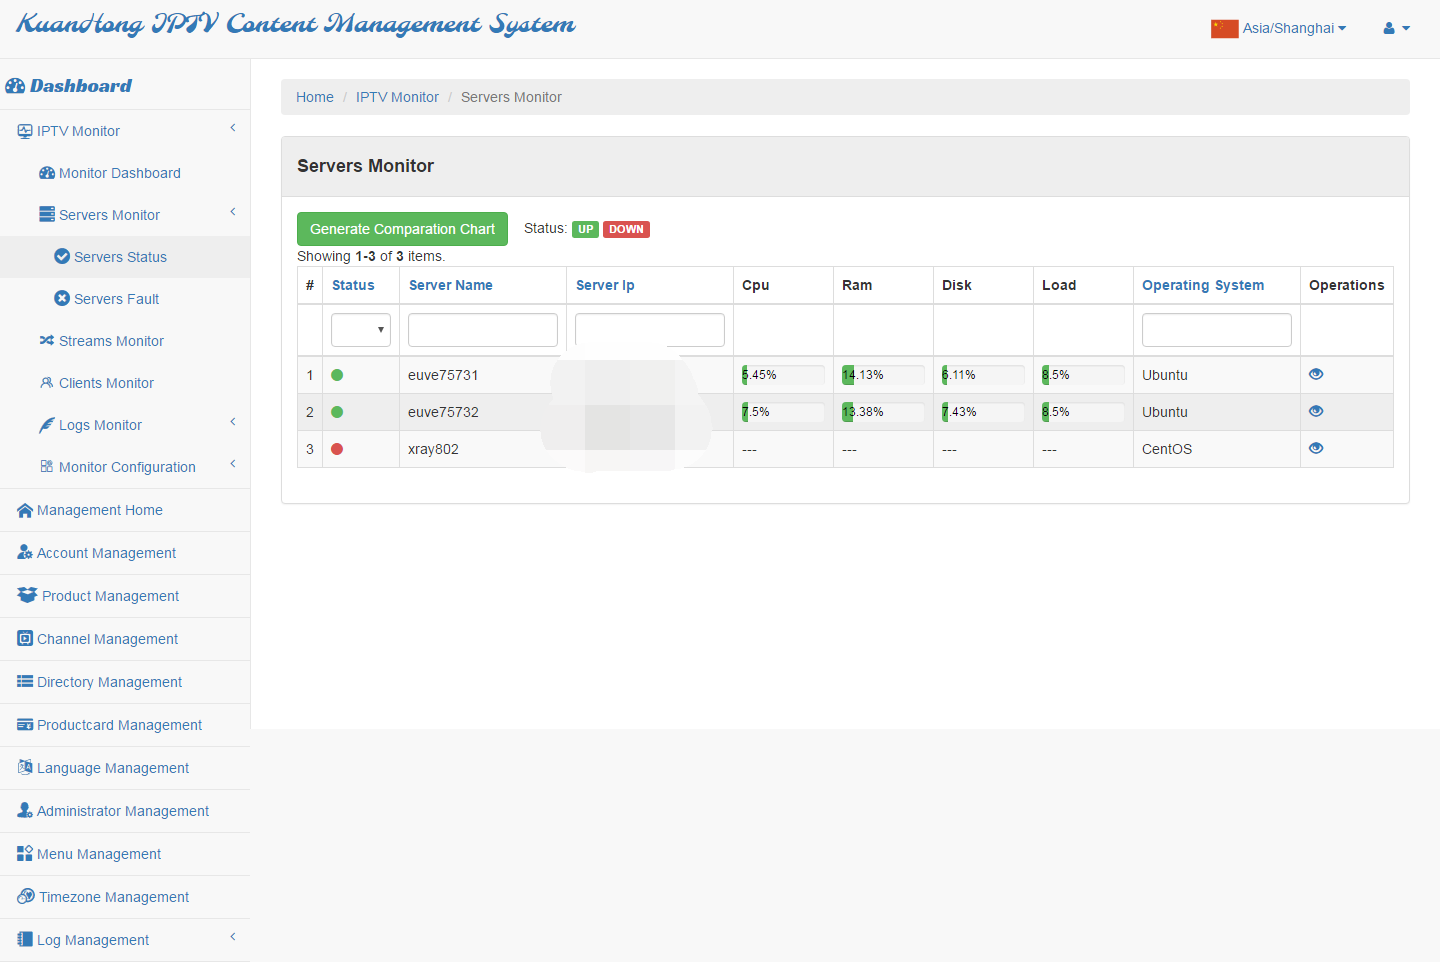 KuanHong IPTV Content Management System
Asia/Shanghai
Dashboard
IPTV Monitor
Monitor Dashboard
Servers Monitor
Servers Status
Servers Fault
Streams Monitor
Clients Monitor
Logs Monitor
Monitor Configuration
Management Home
Account Management
Product Management
Channel Management
Directory Management
Productcard Management
Language Management
Administrator Management
Menu Management
Timezone Management
Log Management
Home / IPTV Monitor / Servers Monitor
Servers Monitor
Generate Comparation Chart Status: UP DOWN
Showing 1-3 of 3 items.
# Status Server Name Server Ip Cpu Ram Disk Load Operating System Operations
1 euve75731 5.45% 14.13% 6.11% 8.5% Ubuntu
2 euve75732 7.5% 13.38% 7.43% 8.5% Ubuntu
3 xray802 --- --- --- --- CentOS